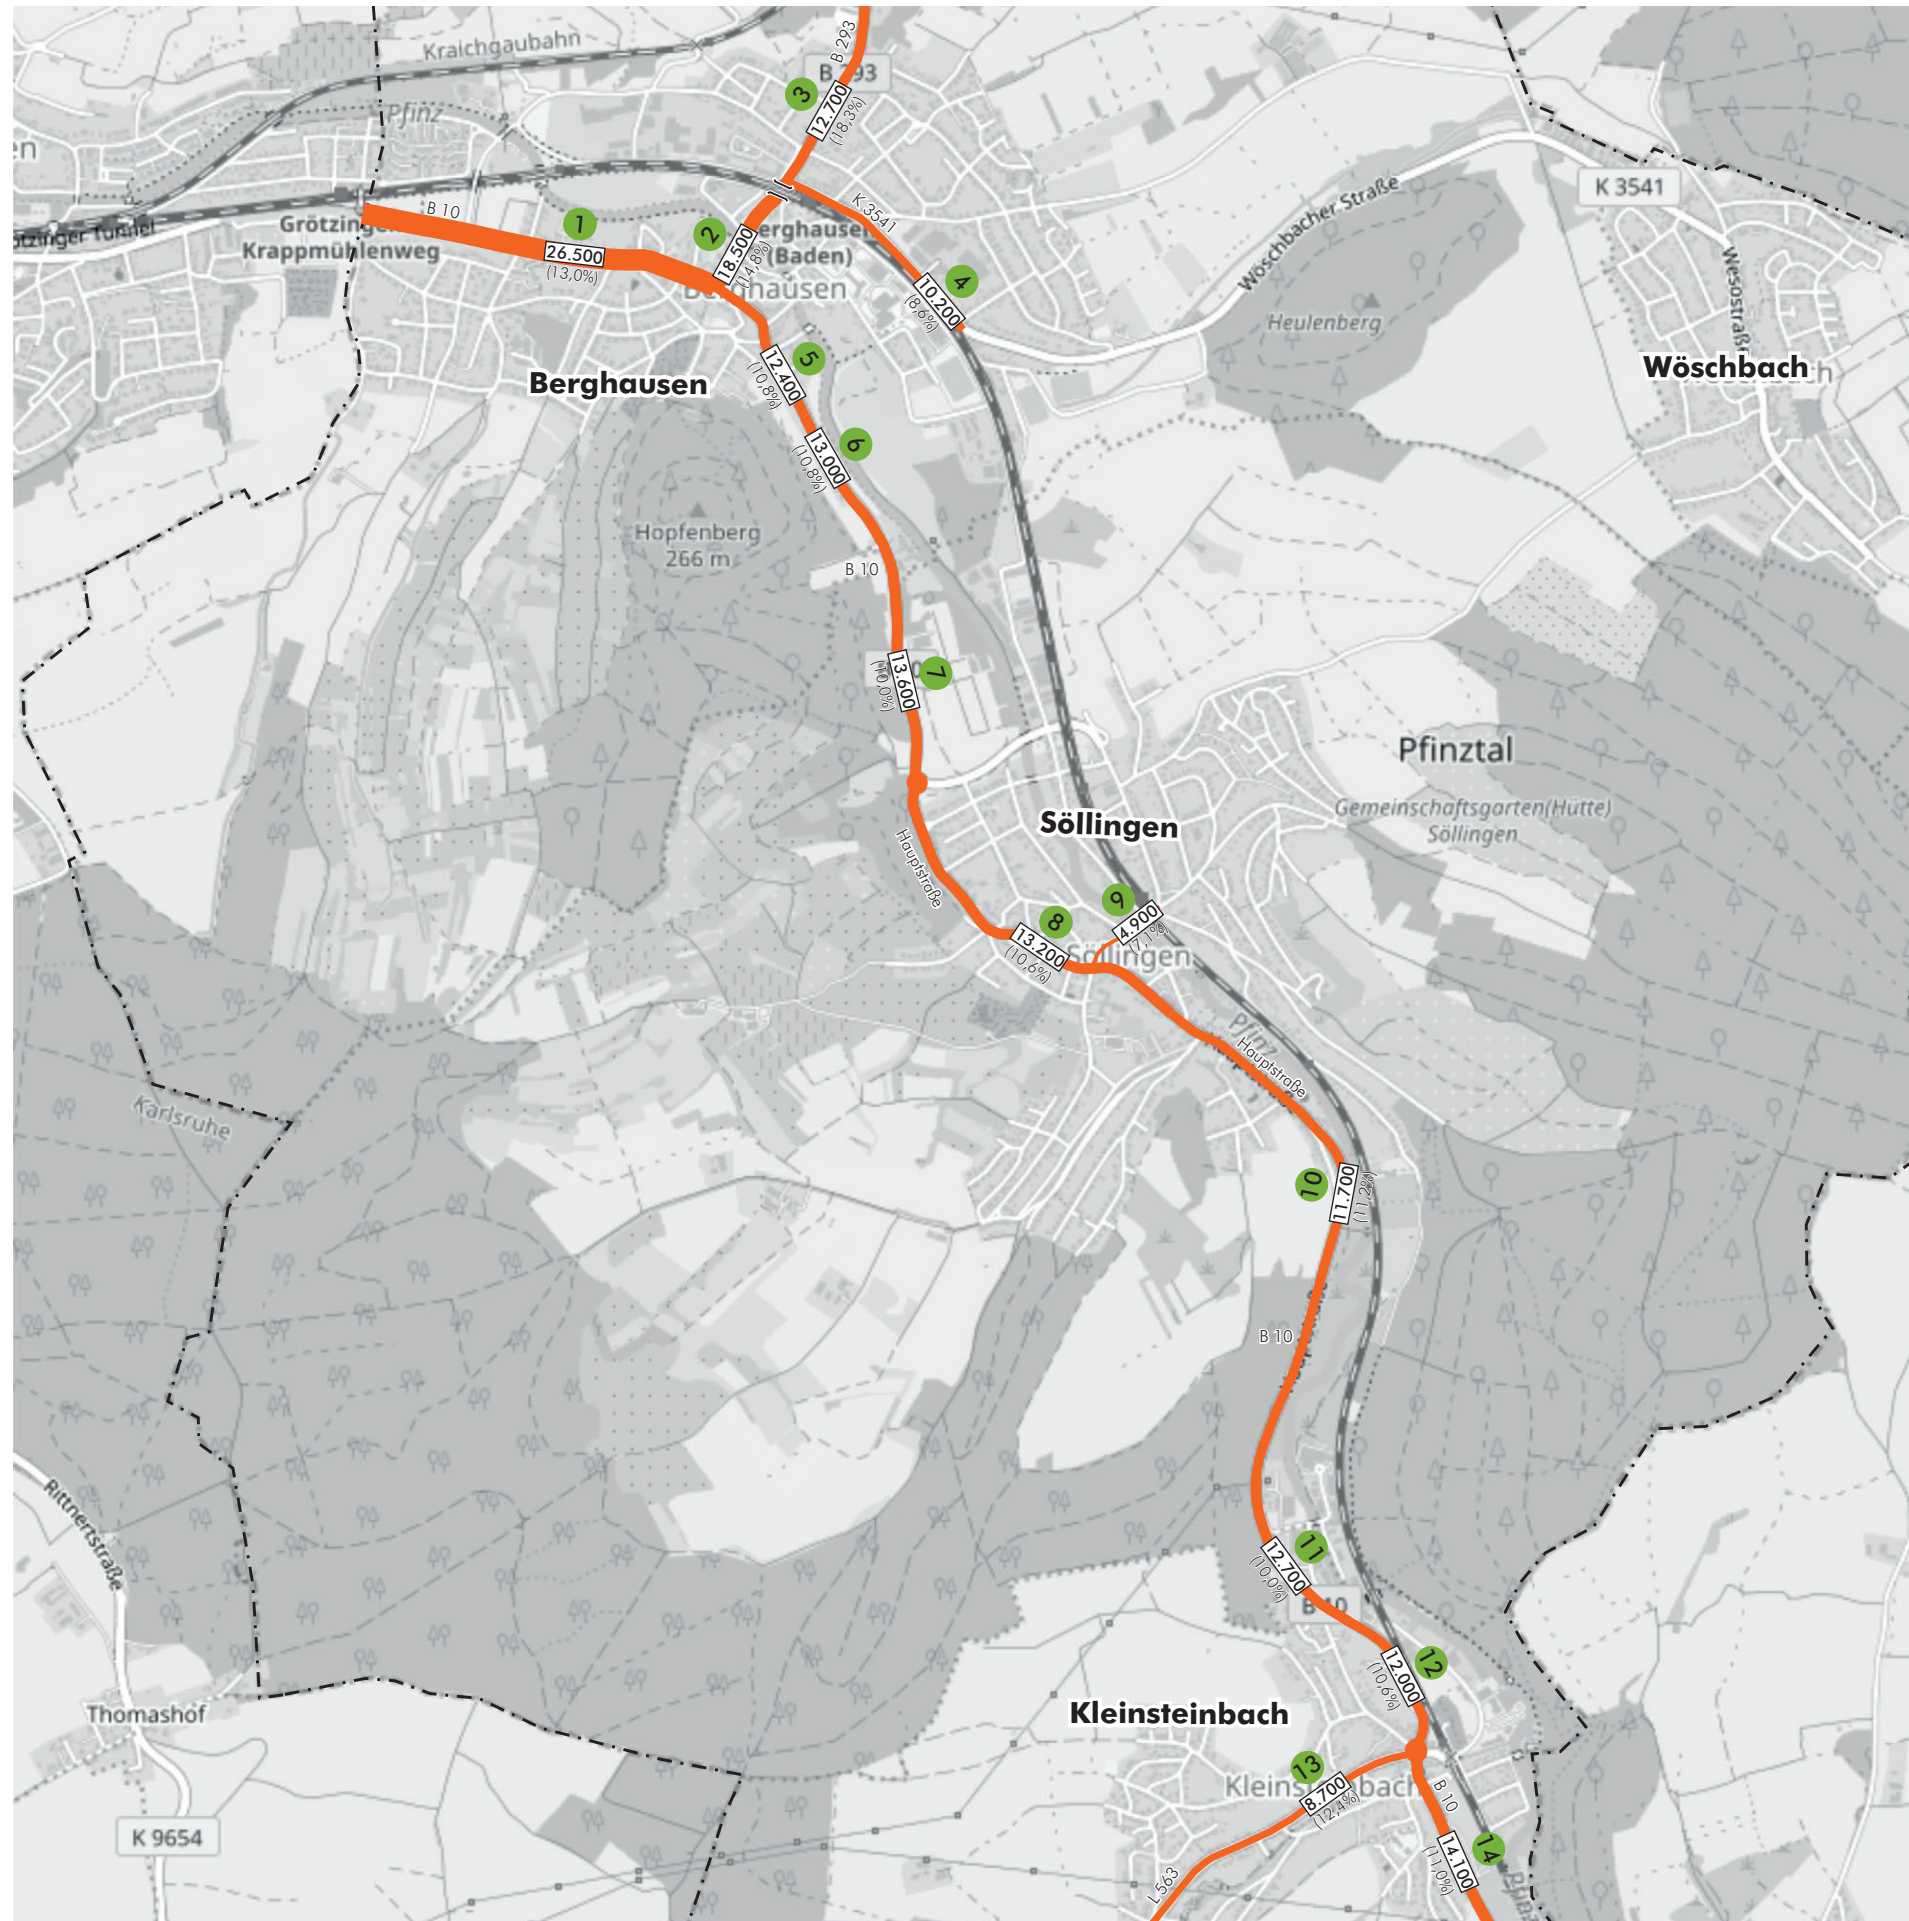 Kraichgaubahn
B 293
B 293
Pfinz
3
12.700
(18,3%)
en
K 3541
K 3541
Wöschbacher Straße
B 10
1
26.500
(13,0%)
2
18.500
(14,8%)
Krappmühlenweg
(Baden)
4
10.200
(8,6%)
Heulenberg
Wesostraße
Wöschbach
Berghausen
5
12.400
(10,8%)
6
13.000
(10,8%)
Hopfenberg
266 m
B 10
7
13.600
(10,0%)
Pfinztal
Gemeinschaftsgarten(Hütte)
Söllingen
Söllingen
Hauptstraße
8
13.200
(10,6%)
9
4.900
(7,1%)
Söllingen
Pfinz
Hauptstraße
Karlsruhe
10
11.700
(11,2%)
B 10
Rittnertstraße
11
12.700
(10,0%)
B 10
12
12.000
(10,6%)
Thomashof
Kleinsteinbach
13
8.700
(12,4%)
Kleinsteinbach
B 10
K 9654
14
14.100
(11,0%)
L 563
Pfinz